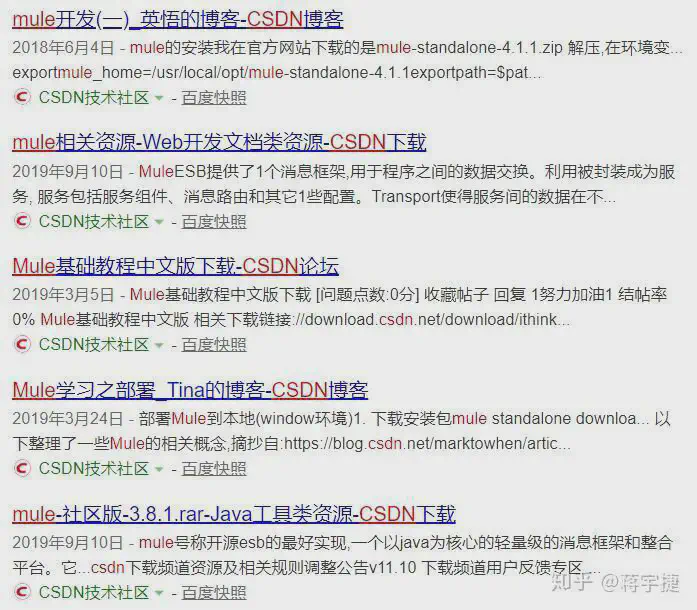 mule开发(一)_英悟的博客-CSDN博客
2018年6月4日 - mule的安装我在官方网站下载的是mule-standalone-4.1.1.zip 解压,在环境变...
exportmule_home=/usr/local/opt/mule-standalone-4.1.1exportpath=$pat...
CSDN技术社区 - 百度快照
mule相关资源-Web开发文档类资源-CSDN下载
2019年9月10日 - MuleESB提供了1个消息框架,用于程序之间的数据交换。利用被封装成为服
务, 服务包括服务组件、消息路由和其它1些配置。Transport使得服务间的数据在不...
CSDN技术社区 - 百度快照
Mule基础教程中文版下载-CSDN论坛
2019年3月5日 - Mule基础教程中文版下载 [问题点数:0分] 收藏帖子 回复 1努力加油1 结帖率
0% Mule基础教程中文版 相关下载链接://download.csdn.net/download/ithink...
CSDN技术社区 - 百度快照
Mule学习之部署_Tina的博客-CSDN博客
2019年3月24日 - 部署Mule到本地(window环境)1. 下载安装包mule standalone downloa... 以
下整理了一些Mule的相关概念,摘抄自:https://blog.csdn.net/marktowhen/artic...
CSDN技术社区 - 百度快照
mule-社区版-3.8.1.rar-Java工具类资源-CSDN下载
2019年9月10日 - mule号称开源esb的最好实现,一个以java为核心的轻量级的消息框架和整合
平台。它...csdn下载频道资源及相关规则调整公告v11.10 下载频道用户反馈专区 ...
CSDN技术社区 - 百度快照
知乎 @蒋宇捷